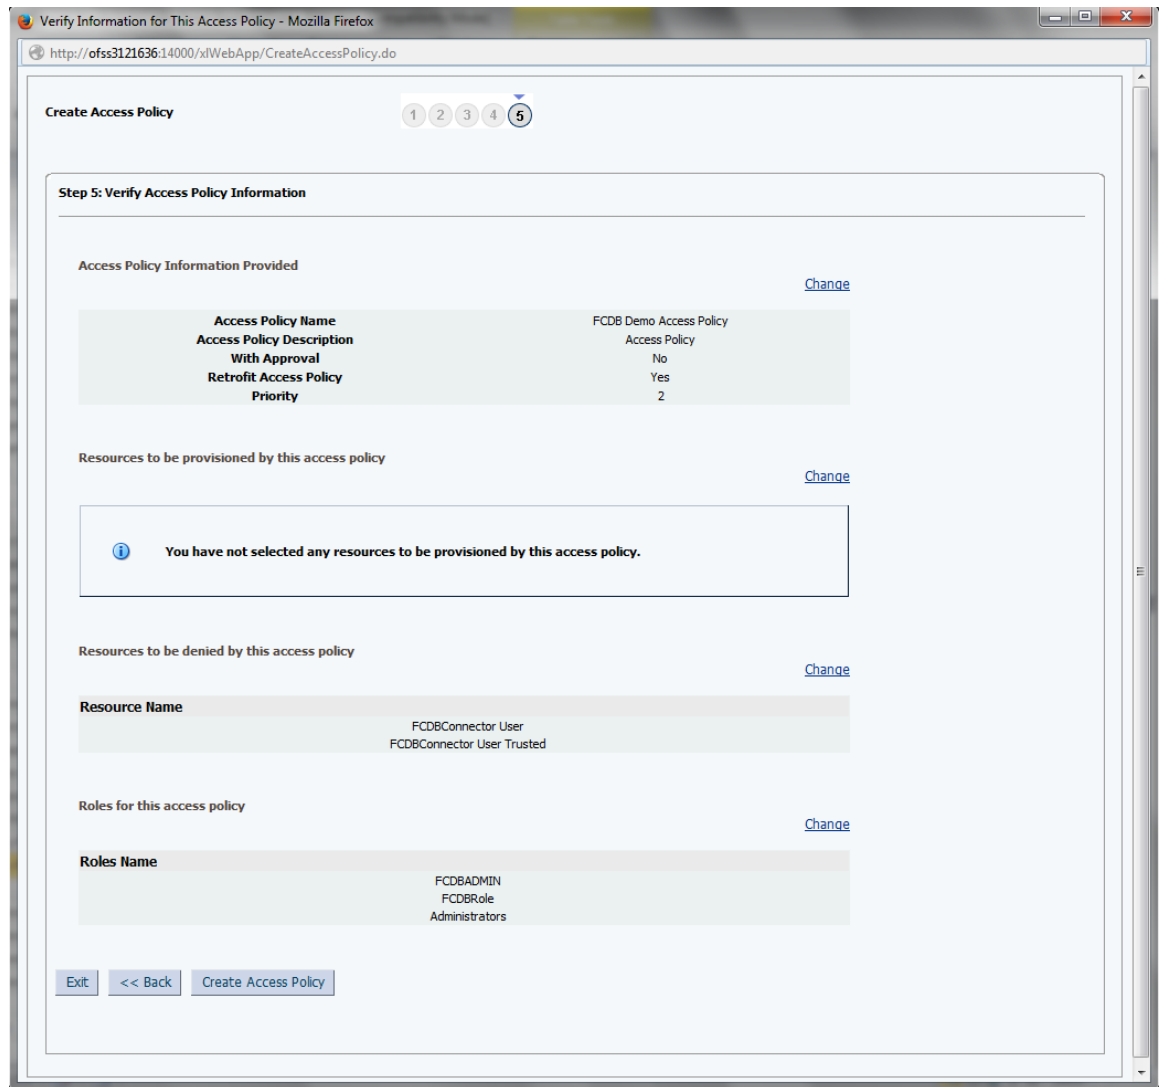 Verify Information for This Access Policy - Mozilla Firefox
http://ofss3121636:14000/xlWebApp/CreateAccessPolicy.do
Create Access Policy
1 2 3 4 5
Step 5: Verify Access Policy Information
Access Policy Information Provided
Change
Access Policy Name FCDB Demo Access Policy
Access Policy Description Access Policy
With Approval No
Retrofit Access Policy Yes
Priority 2
Resources to be provisioned by this access policy
Change
You have not selected any resources to be provisioned by this access policy.
Resources to be denied by this access policy
Change
Resource Name
FCDBConnector User
FCDBConnector User Trusted
Roles for this access policy
Change
Roles Name
FCDBADMIN
FCDBRole
Administrators
Exit << Back Create Access Policy